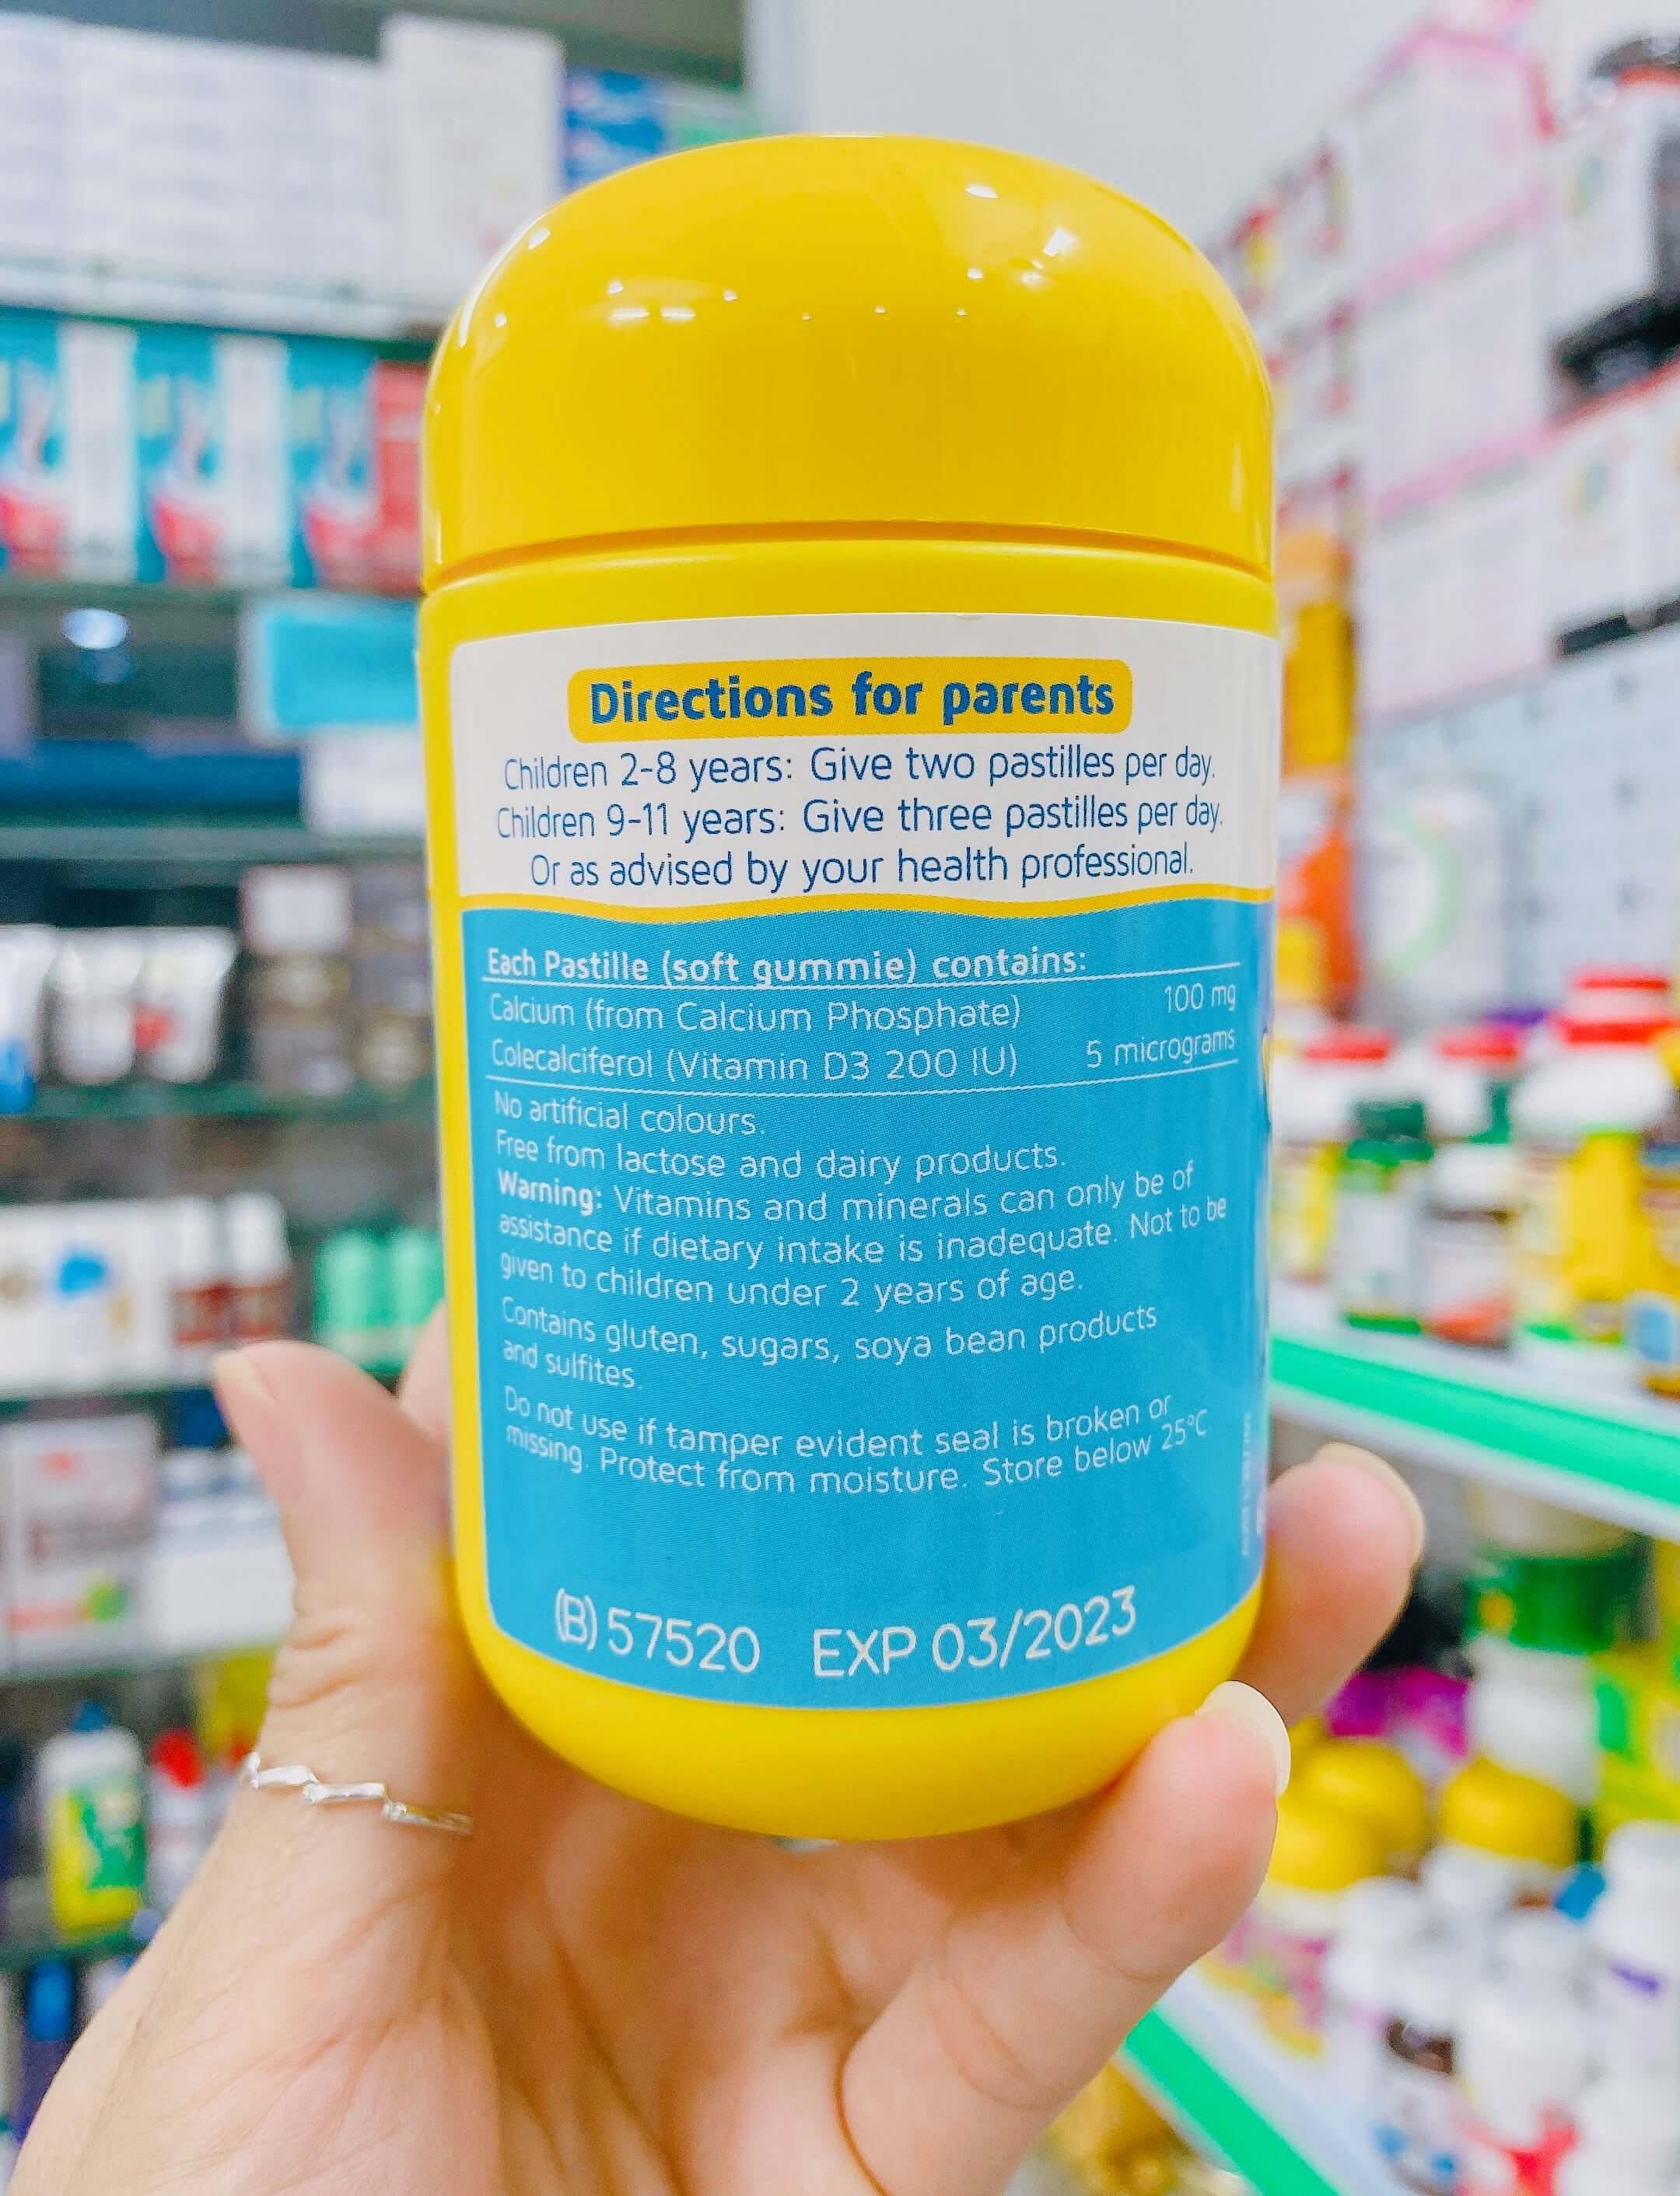 Directions for parents
Children 2-8 years: Give two pastilles per day.
Children 9-11 years: Give three pastilles per day.
Or as advised by your health professional.
Each Pastille (soft gummie) contains:
Calcium (from Calcium Phosphate) 100 mg
Colecalciferol (Vitamin D3 200 IU) 5 micrograms
No artificial colours.
Free from lactose and dairy products.
Warning: Vitamins and minerals can only be of
assistance if dietary intake is inadequate. Not to be
given to children under 2 years of age.
Contains gluten, sugars, soya bean products
and sulfites.
Do not use if tamper evident seal is broken or
missing. Protect from moisture. Store below 25°C
(B) 57520 EXP 03/2023